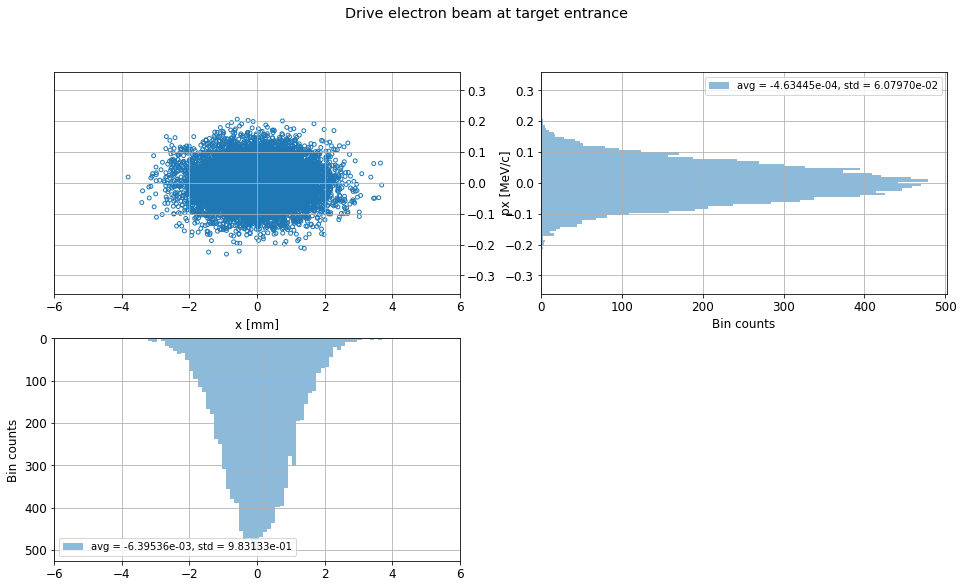 Drive electron beam at target entrance
0.3
0.2
0.1
0.0
−0.1
−0.2
−0.3
−6 −4 −2 0 2 4 6
x [mm]
px [MeV/c]
0.3
0.2
0.1
0.0
−0.1
−0.2
−0.3
avg = -4.63445e-04, std = 6.07970e-02
0 100 200 300 400 500
Bin counts
0
100
200
300
400
500
Bin counts
avg = -6.39536e-03, std = 9.83133e-01
−6 −4 −2 0 2 4 6